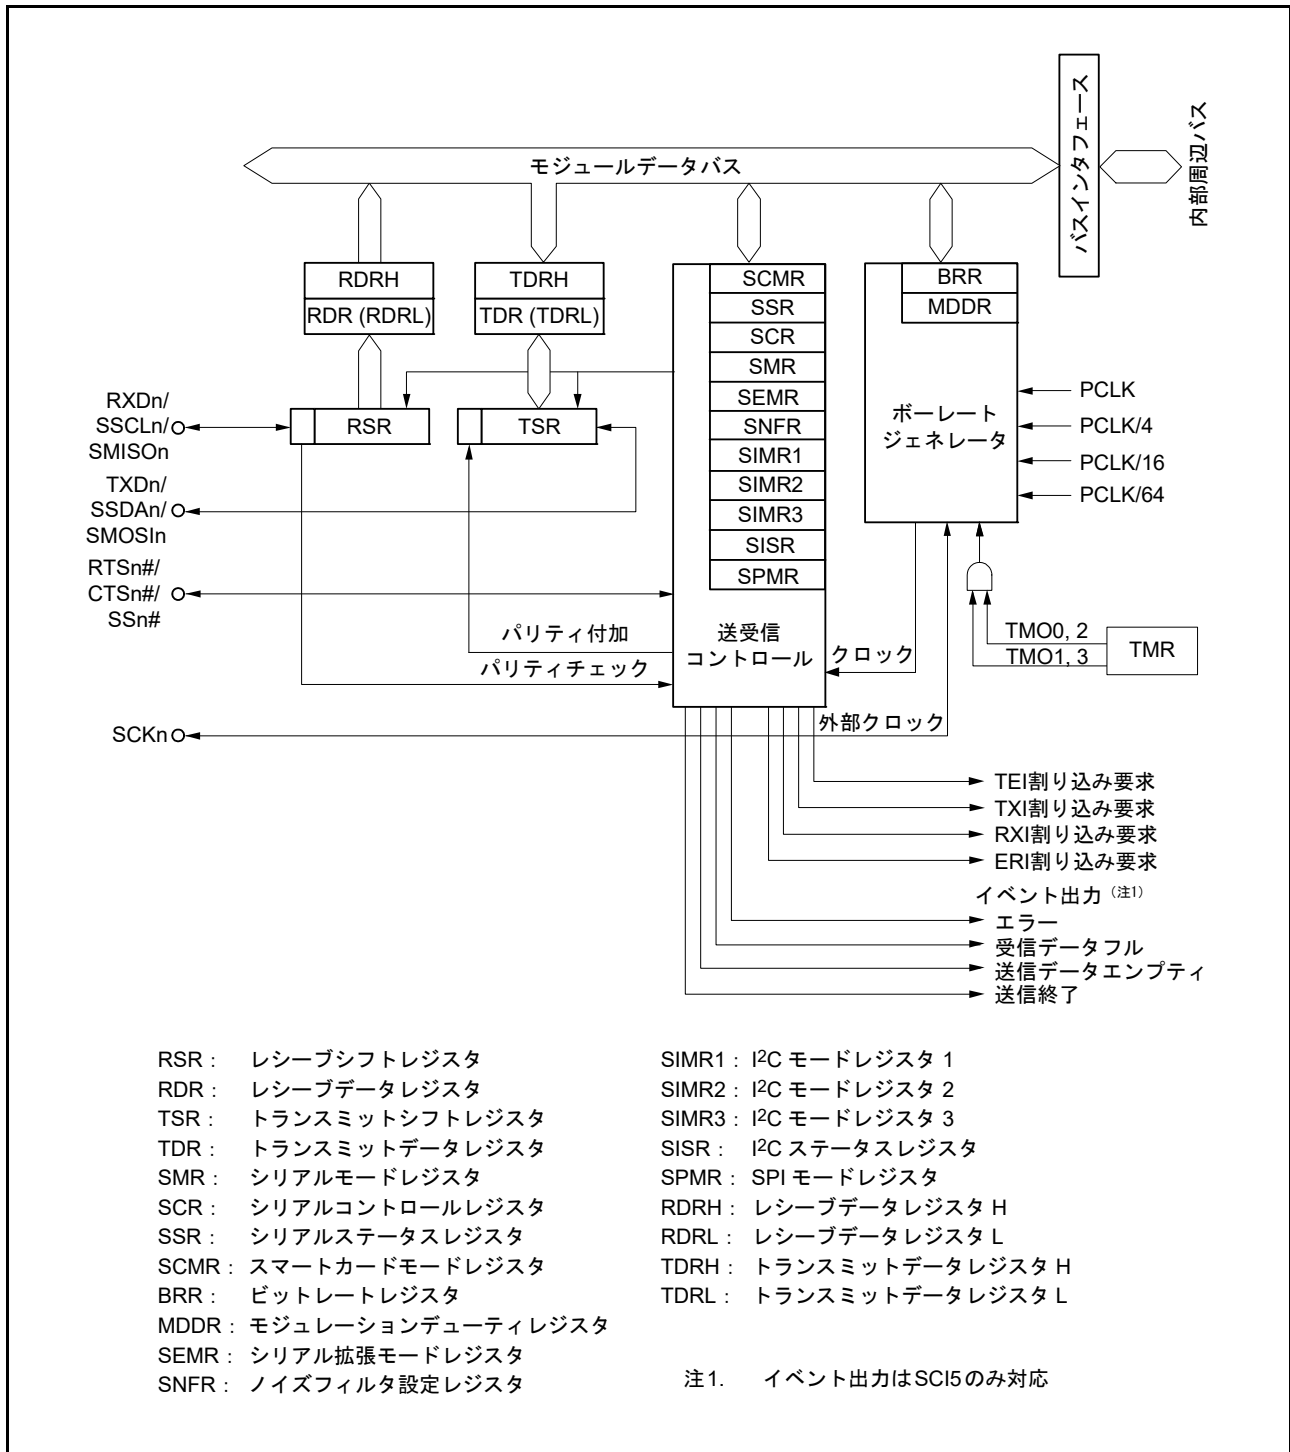 バスインタフェース
内部周辺バス
モジュールデータバス
RDRH
RDR (RDRL)
TDRH
TDR (TDRL)
SCMR
SSR
SCR
SMR
SEMR
SNFR
SIMR1
SIMR2
SIMR3
SISR
SPMR
送受信
コントロール
BRR
MDDR
ボーレート
ジェネレータ
PCLK
PCLK/4
PCLK/16
PCLK/64
RXDn/
SSCLn/
SMISOn
RSR
TSR
TXDn/
SSDAn/
SMOSIn
RTSn#/
CTSn#/
SSn#
パリティ付加
パリティチェック
クロック
TMO0, 2
TMO1, 3
TMR
SCKn
外部クロック
TEI割り込み要求
TXI割り込み要求
RXI割り込み要求
ERI割り込み要求
イベント出力（注1）
エラー
受信データフル
送信データエンプティ
送信終了
RSR： レシーブシフトレジスタ
RDR： レシーブデータレジスタ
TSR： トランスミットシフトレジスタ
TDR： トランスミットデータレジスタ
SMR： シリアルモードレジスタ
SCR： シリアルコントロールレジスタ
SSR： シリアルステータスレジスタ
SCMR： スマートカードモードレジスタ
BRR： ビットレートレジスタ
MDDR： モジュレーションデューティレジスタ
SEMR： シリアル拡張モードレジスタ
SNFR： ノイズフィルタ設定レジスタ
SIMR1： I²C モードレジスタ 1
SIMR2： I²C モードレジスタ 2
SIMR3： I²C モードレジスタ 3
SISR： I²C ステータスレジスタ
SPMR： SPI モードレジスタ
RDRH： レシーブデータレジスタ H
RDRL： レシーブデータレジスタ L
TDRH： トランスミットデータレジスタ H
TDRL： トランスミットデータレジスタ L
注1. イベント出力はSCI5のみ対応